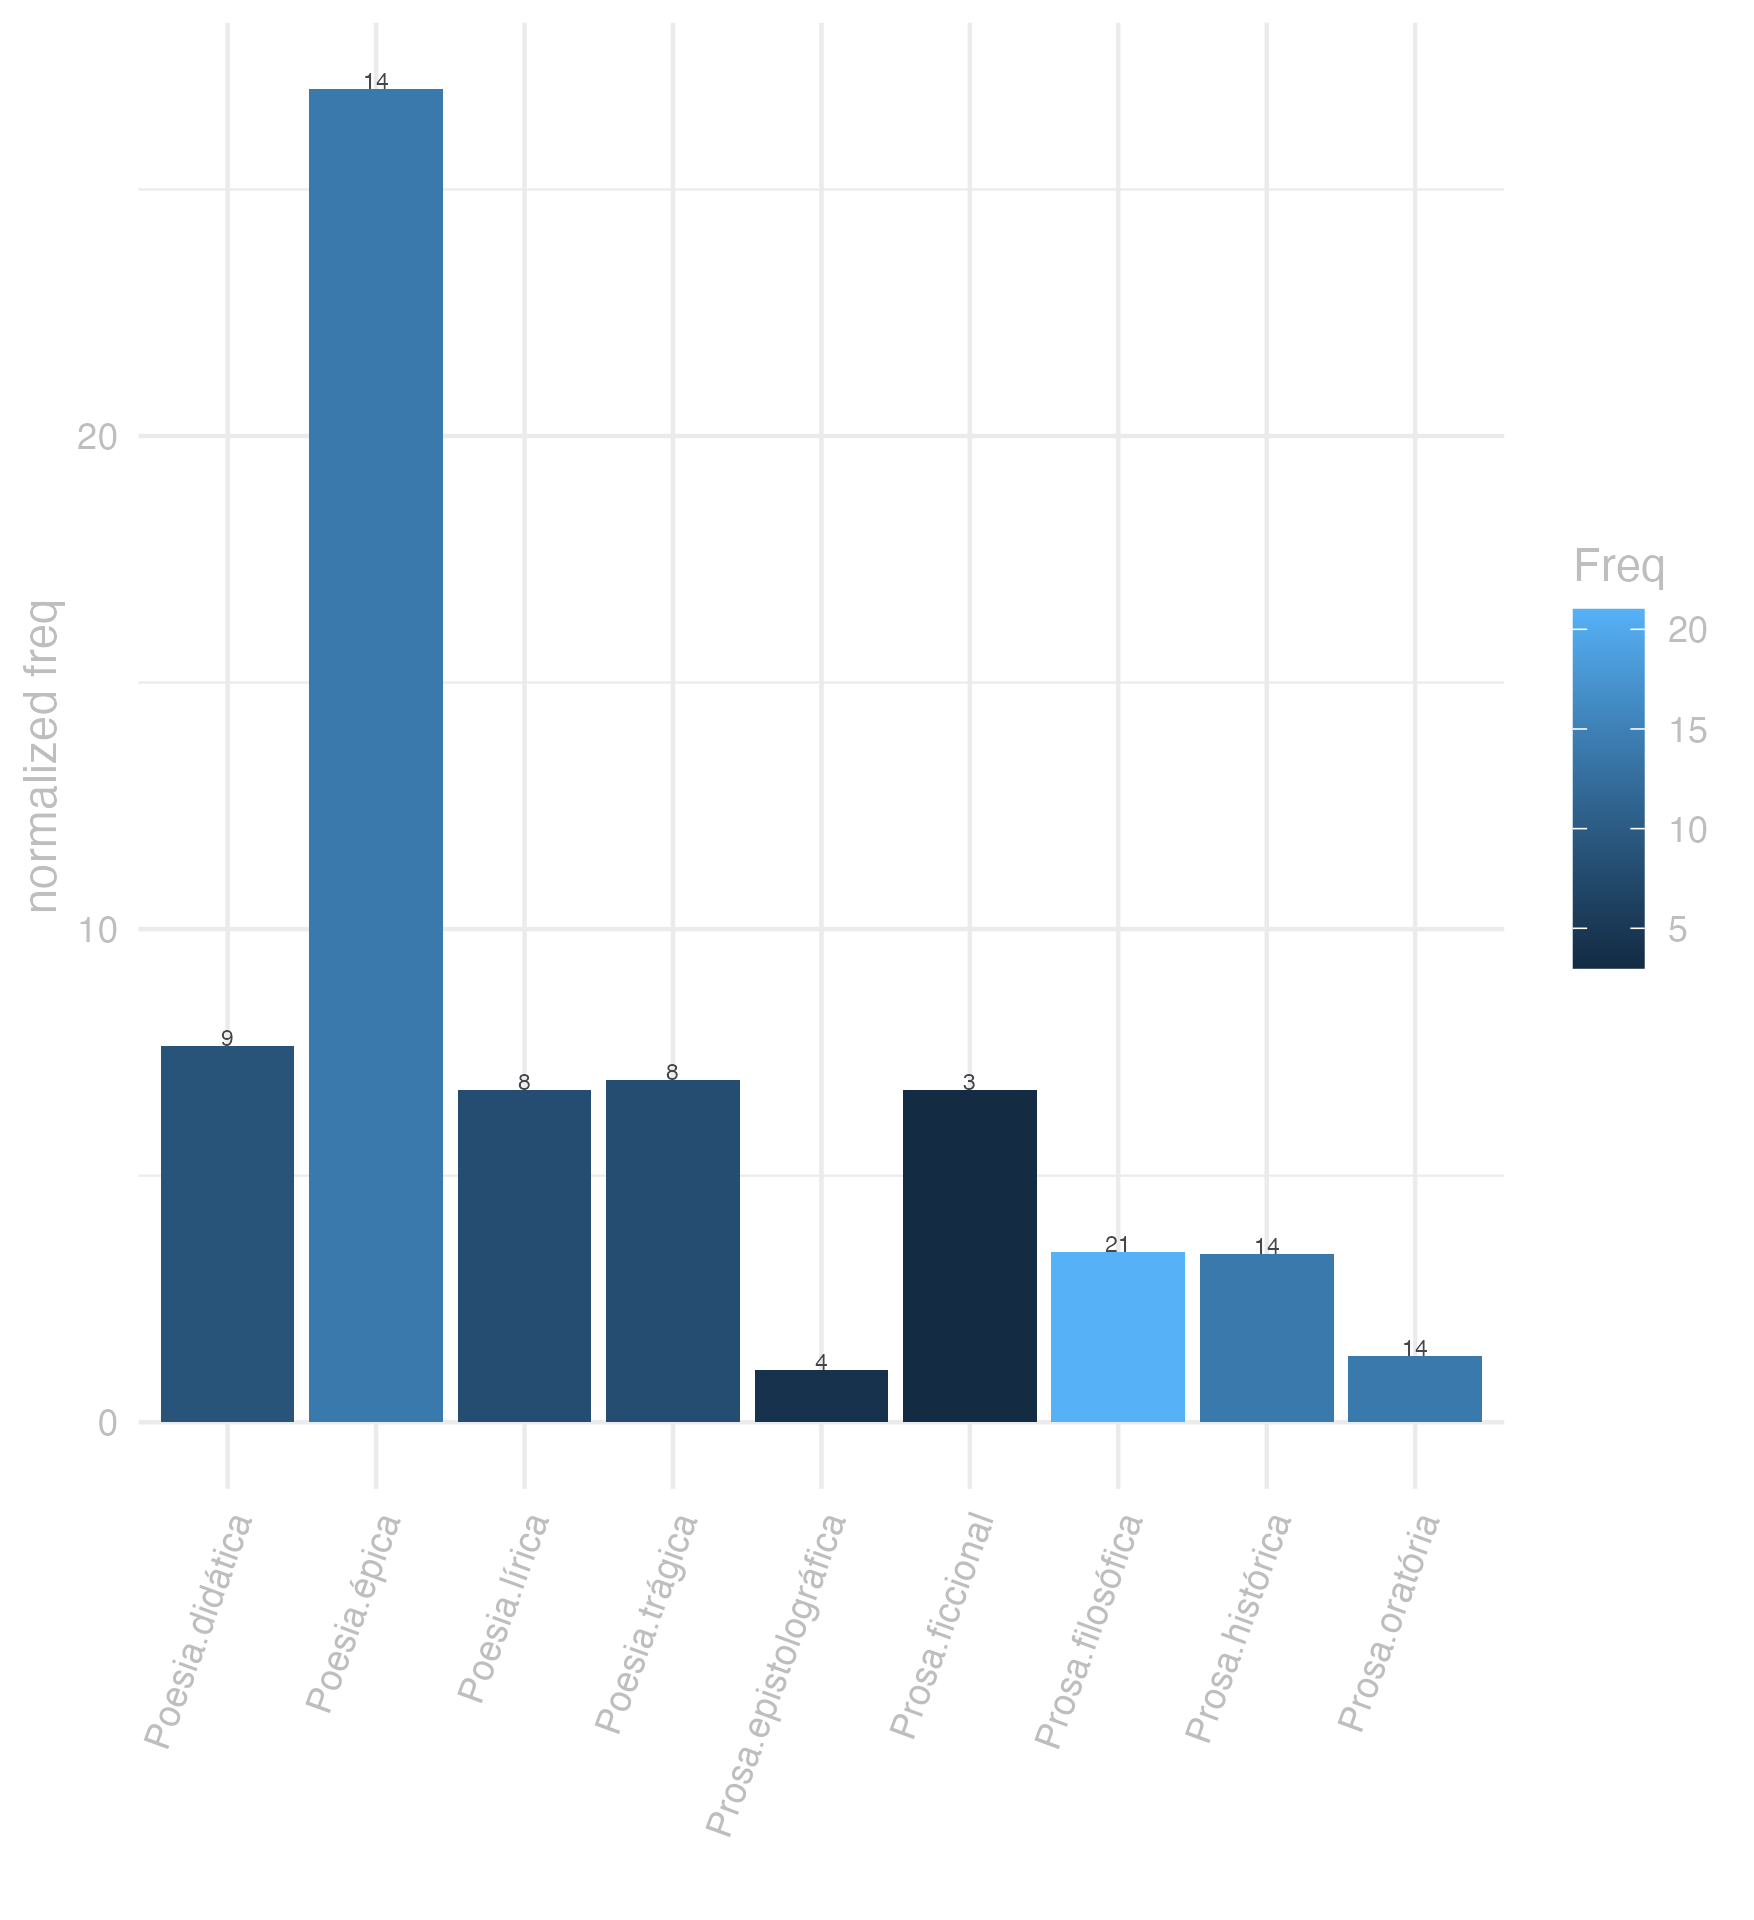 normalized freq
20
10
0
14
9
8
8
4
3
21
14
14
Poesia.didática
Poesia.épica
Poesia.lírica
Poesia.trágica
Prosa.epistolográfica
Prosa.ficcional
Prosa.filosófica
Prosa.histórica
Prosa.oratória
Freq
20
15
10
5